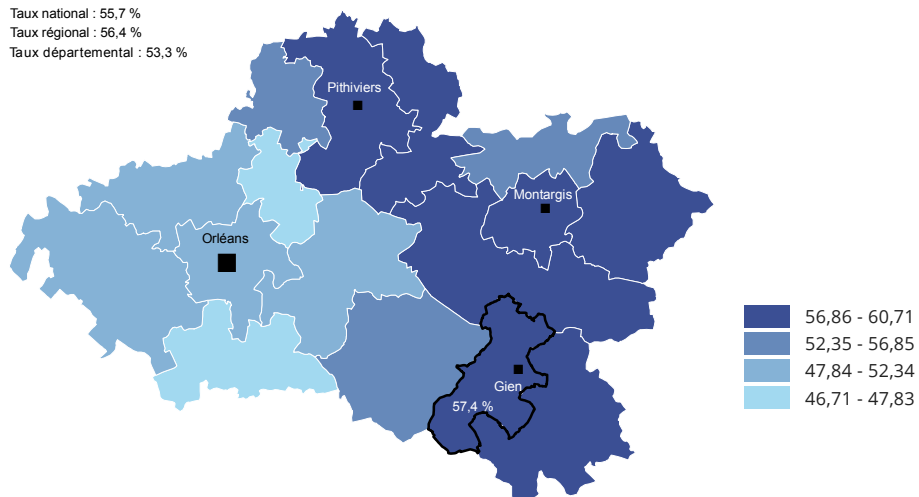 Taux national : 55,7 %
Taux régional : 56,4 %
Taux départemental : 53,3 %
Pithiviers
Montargis
Orléans
56,86 - 60,71
52,35 - 56,85
47,84 - 52,34
46,71 - 47,83
Gien
57,4 %